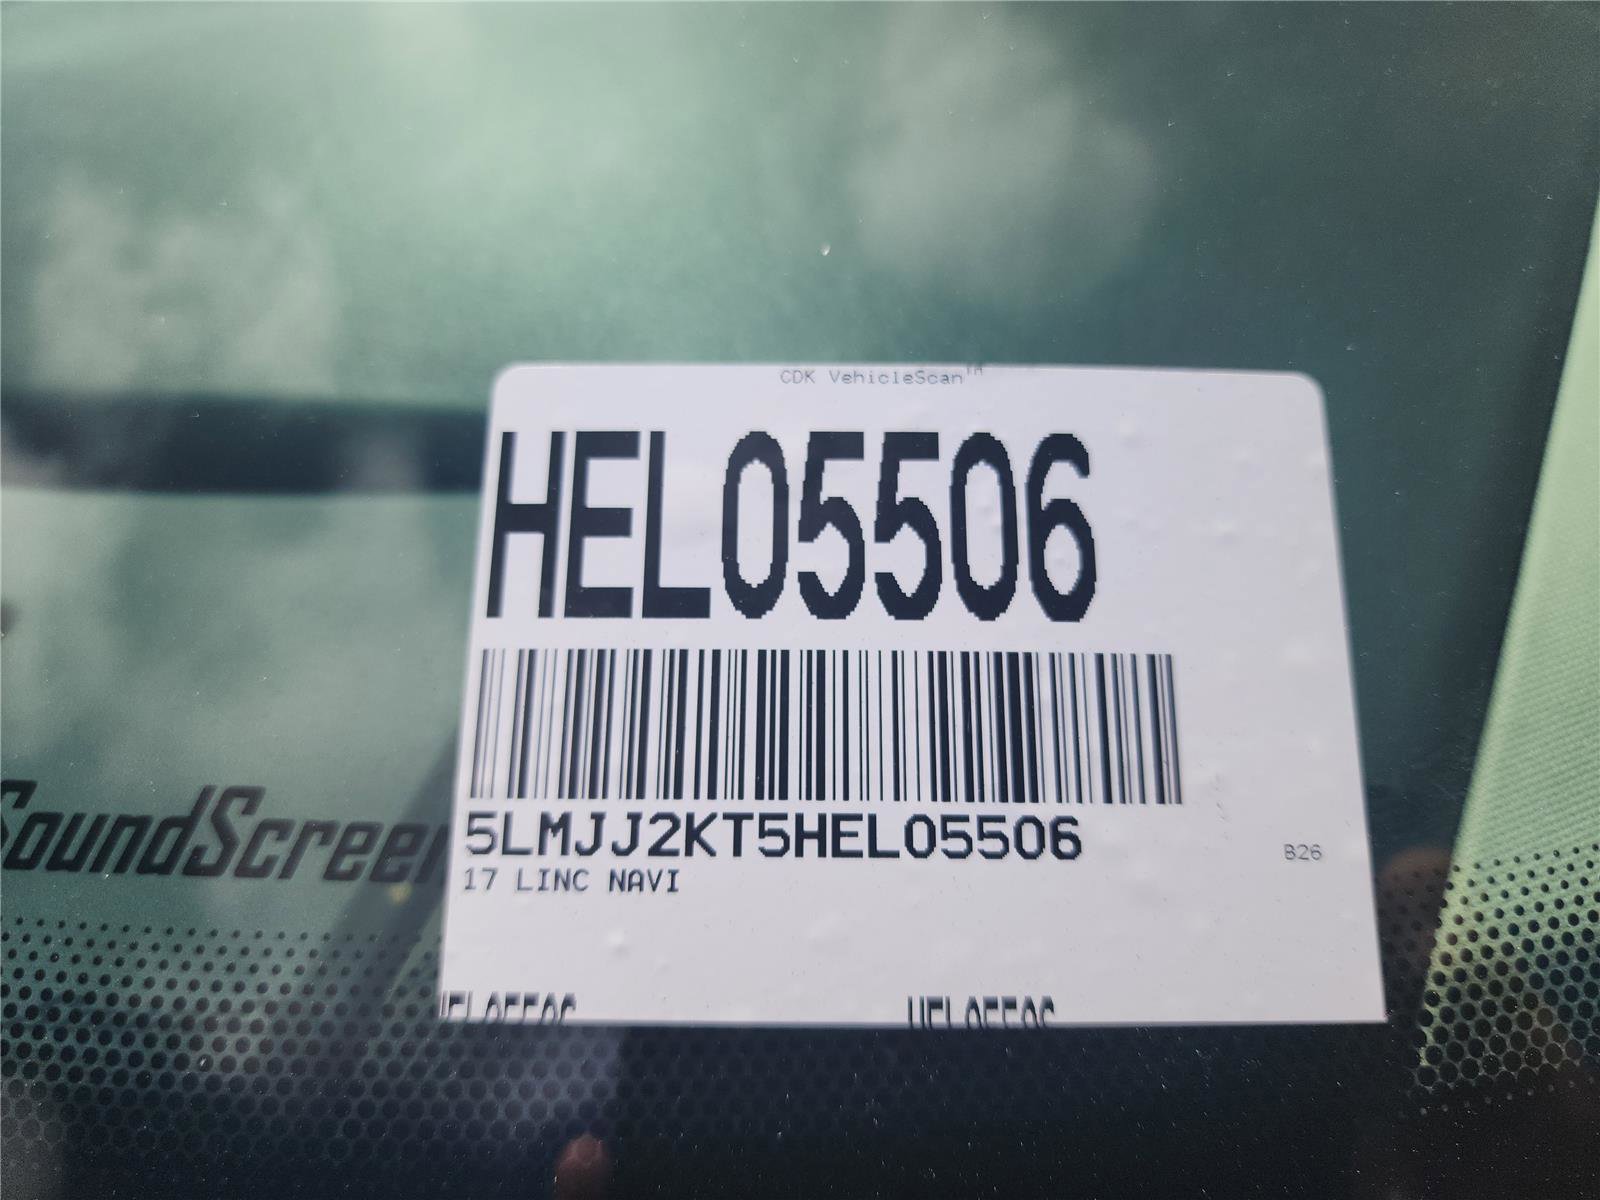 CDK VehicleScan™
HEL05506
SoundScreen
5LMJJ2KT5HEL05506
17 LINC NAVI
B26